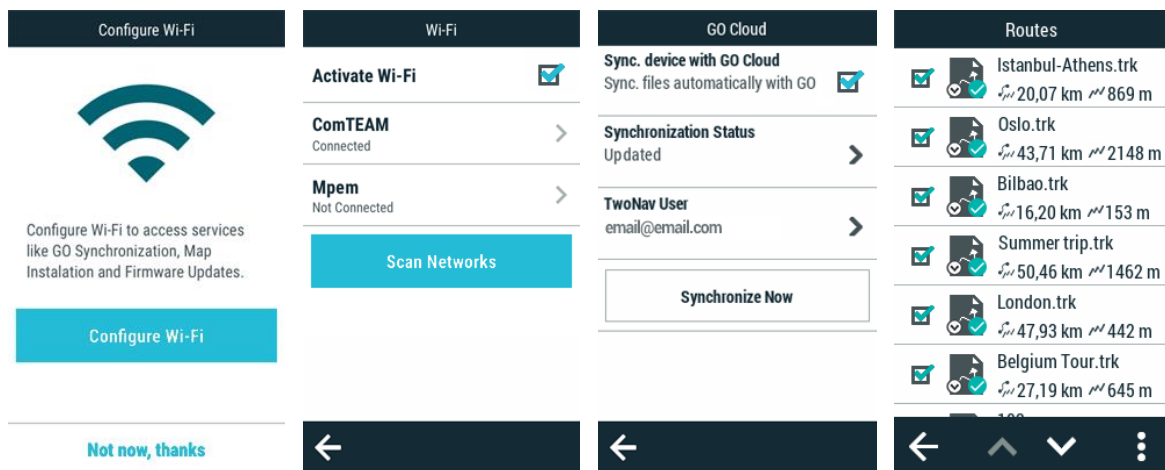 Configure Wi-Fi
Configure Wi-Fi to access services
like GO Synchronization, Map
Instalation and Firmware Updates.
Configure Wi-Fi
Not now, thanks
Wi-Fi
Activate Wi-Fi
ComTEAM
Connected
Mpem
Not Connected
Scan Networks
GO Cloud
Sync. device with GO Cloud
Sync. files automatically with GO
Synchronization Status
Updated
TwoNav User
email@email.com
Synchronize Now
Routes
Istanbul-Athens.trk
20,07 km 869 m
Oslo.trk
43,71 km 2148 m
Bilbao.trk
16,20 km 153 m
Summer trip.trk
50,46 km 1462 m
London.trk
47,93 km 442 m
Belgium Tour.trk
27,19 km 645 m